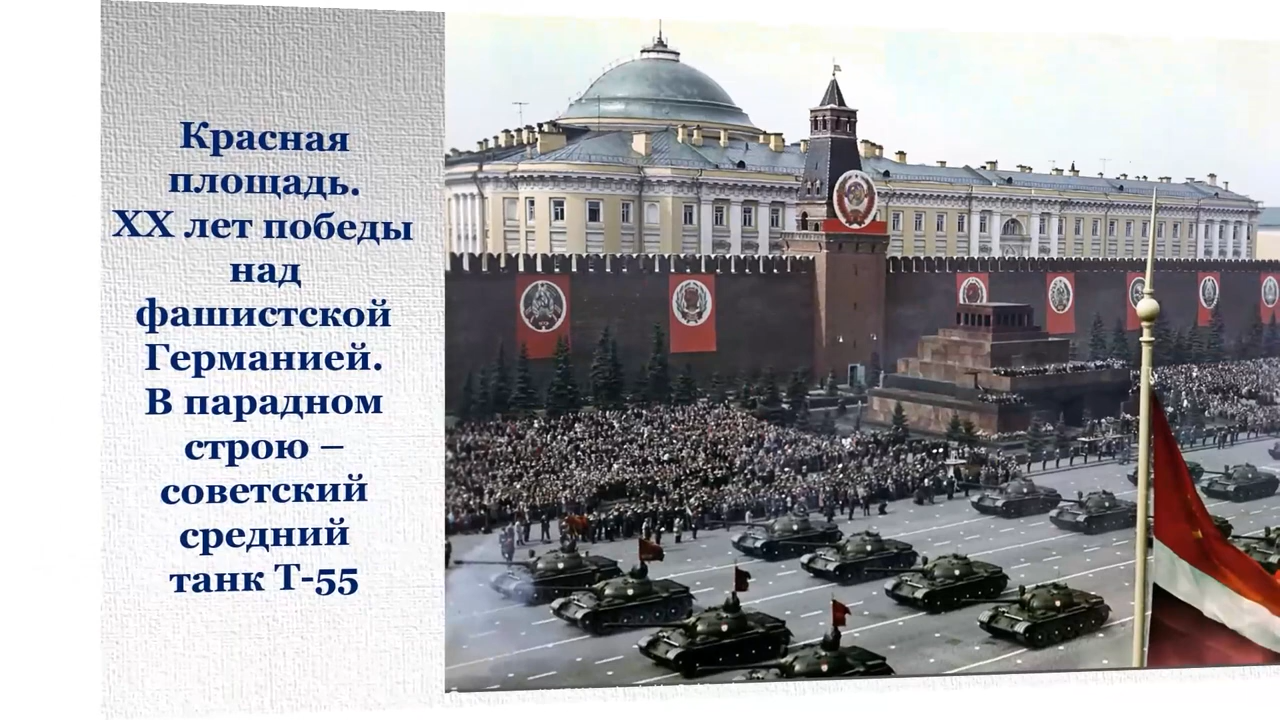 Красная
площадь.
XX лет победы
над
фашистской
Германией.
В парадном
строю –
советский
средний
танк Т-55